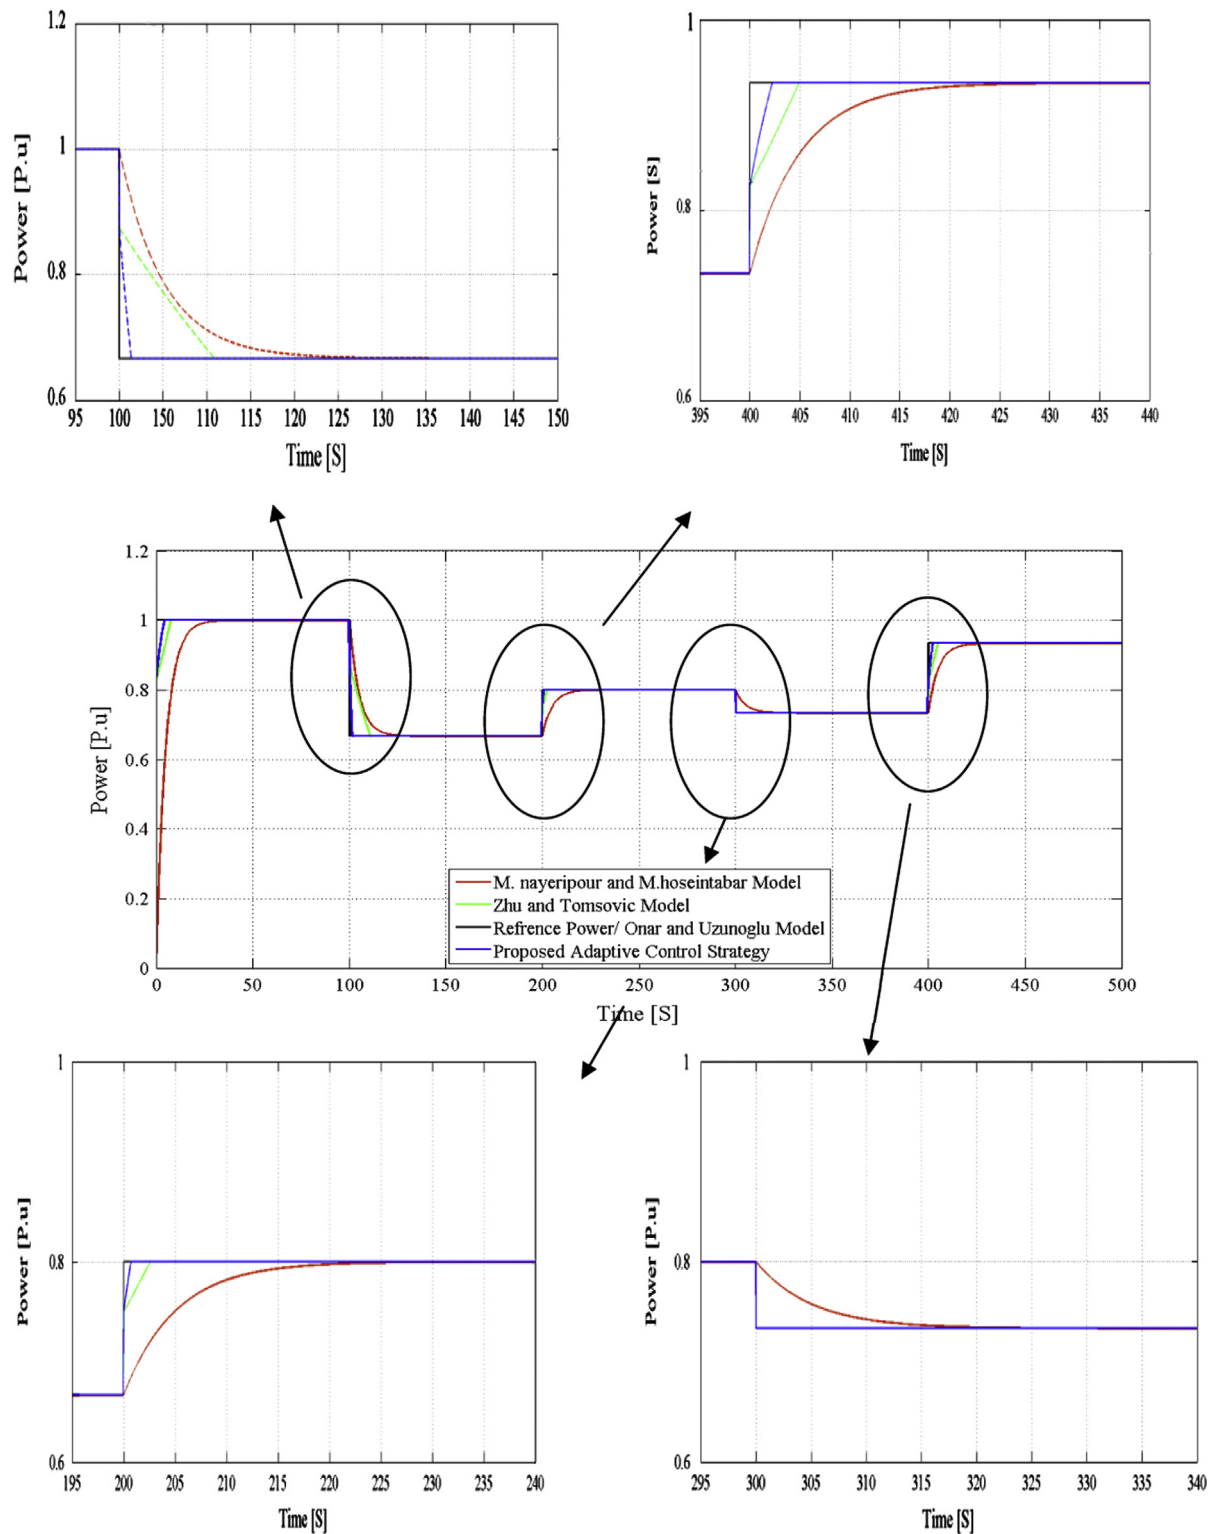 1.2
1
0.8
0.6
Power [P.u]
95 100 105 110 115 120 125 130 135 140 145 150
Time [S]
1
0.8
0.6
Power [S]
395 400 405 410 415 420 425 430 435 440
Time [S]
1.2
1
0.8
0.6
0.4
0.2
0
Power [P.u]
M. nayeripour and M.hoseintabar Model
Zhu and Tomsovic Model
Refrence Power/ Onar and Uzunoglu Model
Proposed Adaptive Control Strategy
0 50 100 150 200 250 300 350 400 450 500
Time [S]
1
0.8
0.6
Power [P.u]
195 200 205 210 215 220 225 230 235 240
Time [S]
1
0.8
0.6
Power [P.u]
295 300 305 310 315 320 325 330 335 340
Time [S]